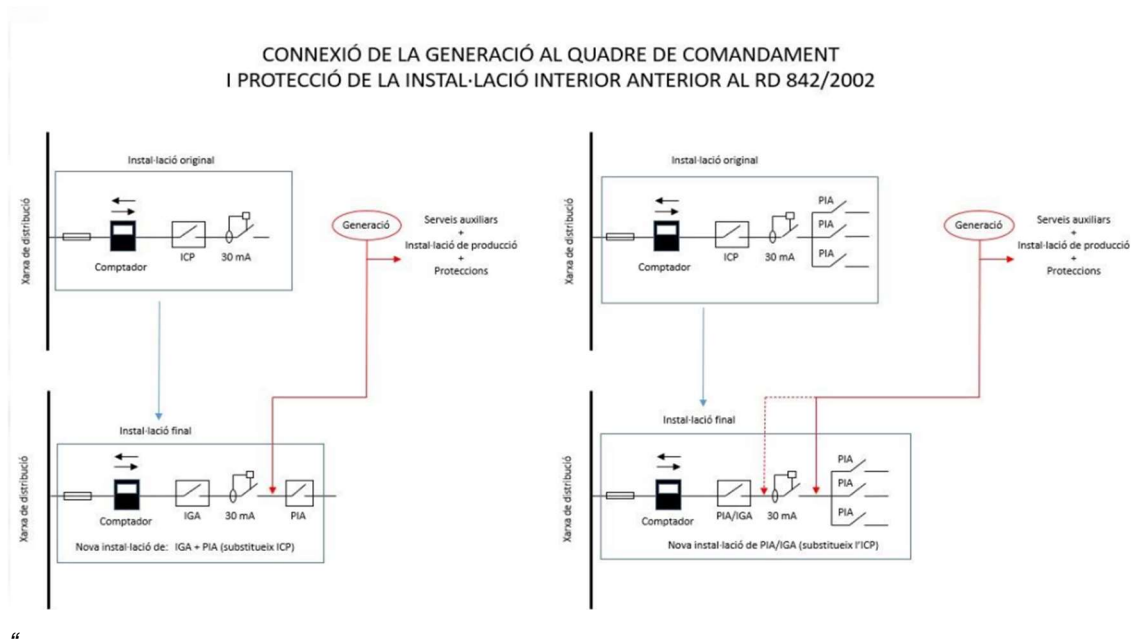 CONNEXIÓ DE LA GENERACIÓ AL QUADRE DE COMANDAMENT
I PROTECCIÓ DE LA INSTAL·LACIÓ INTERIOR ANTERIOR AL RD 842/2002
Xarxa de distribució
Instal·lació original
Comptador
ICP
30 mA
Generació
Serveis auxiliars
+
Instal·lació de producció
+
Proteccions
Xarxa de distribució
Instal·lació final
Comptador
IGA
30 mA
PIA
Nova instal·lació de: IGA + PIA (substitueix ICP)
Xarxa de distribució
Instal·lació original
Comptador
ICP
30 mA
PIA
PIA
PIA
Generació
Serveis auxiliars
+
Instal·lació de producció
+
Proteccions
Xarxa de distribució
Instal·lació final
Comptador
PIA/IGA
30 mA
PIA
PIA
PIA
Nova instal·lació de PIA/IGA (substitueix l'ICP)
“